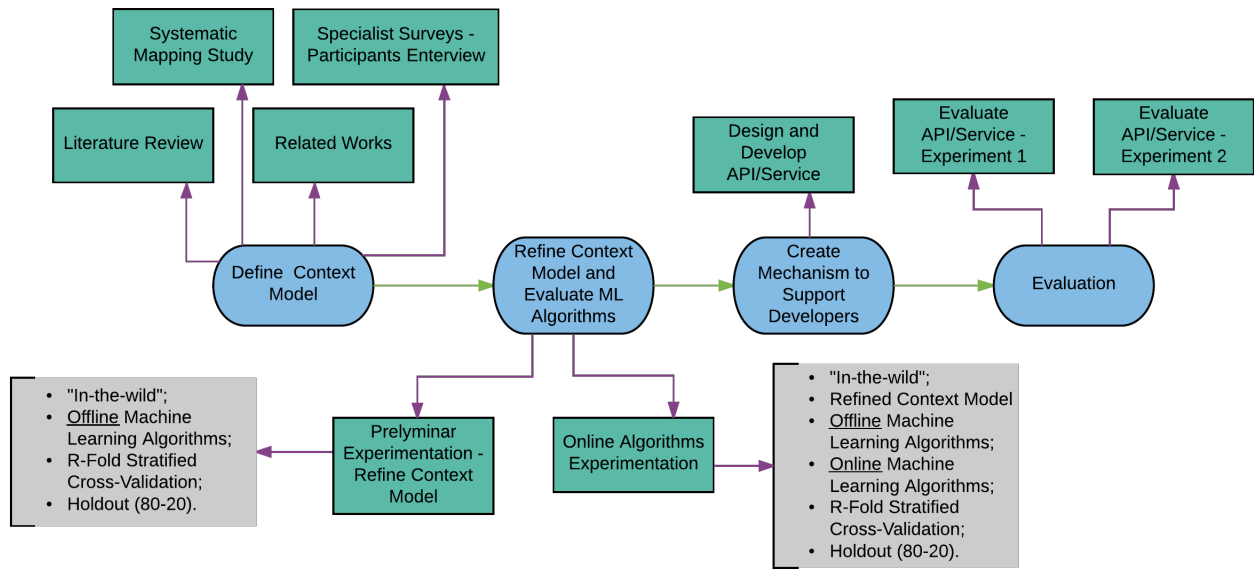 Systematic
Mapping Study
Specialist Surveys -
Participants Enterview
Literature Review
Related Works
Design and
Develop
API/Service
Evaluate
API/Service -
Experiment 1
Evaluate
API/Service -
Experiment 2
Define  Context
Model
Refine Context
Model and
Evaluate ML
Algorithms
Create
Mechanism to
Support
Developers
Evaluation
• "In-the-wild";
• Offline Machine
Learning Algorithms;
• R-Fold Stratified
Cross-Validation;
• Holdout (80-20).
Prelyminar
Experimentation -
Refine Context
Model
Online Algorithms
Experimentation
• "In-the-wild";
• Refined Context Model
• Offline Machine
Learning Algorithms;
• Online Machine
Learning Algorithms;
• R-Fold Stratified
Cross-Validation;
• Holdout (80-20).